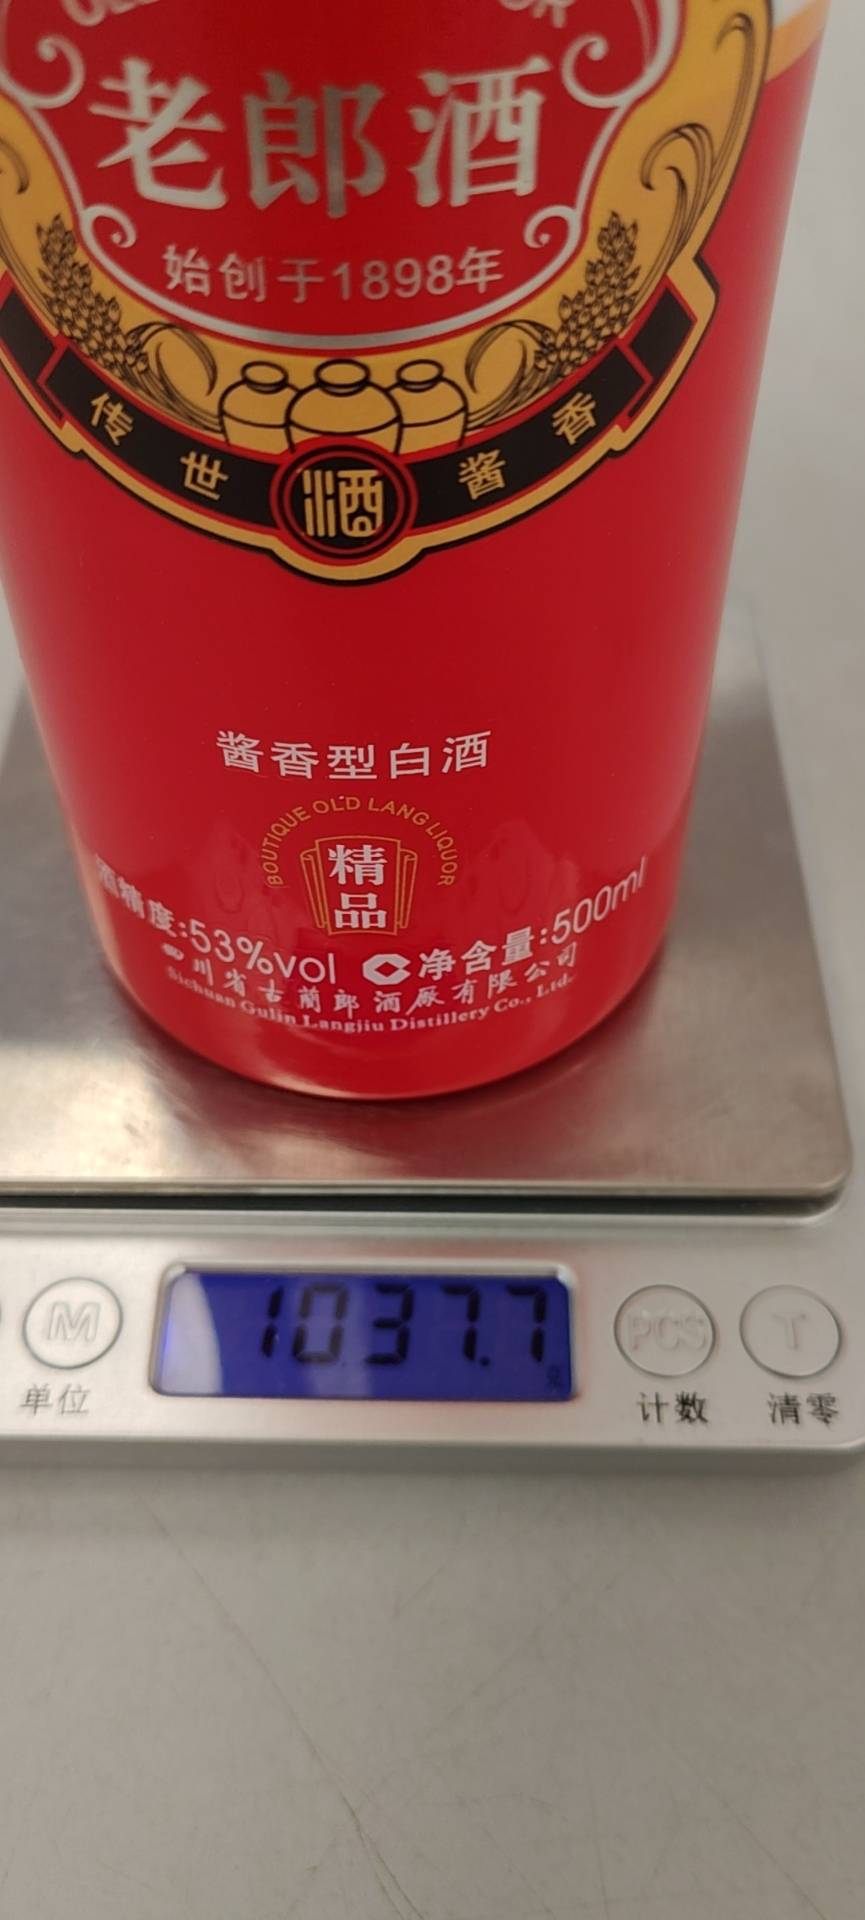 老郎酒
始创于1898年
传世酒酱香
酱香型白酒
BOUTIQUE OLD LANG LIQUOR
精品
酒精度:53%vol 净含量:500ml
四川省古蔺郎酒厰有限公司
Sichuan Gulin Langjiu Distillery Co., Ltd.
1037.7
M
PCS
T
单位
计数
清零